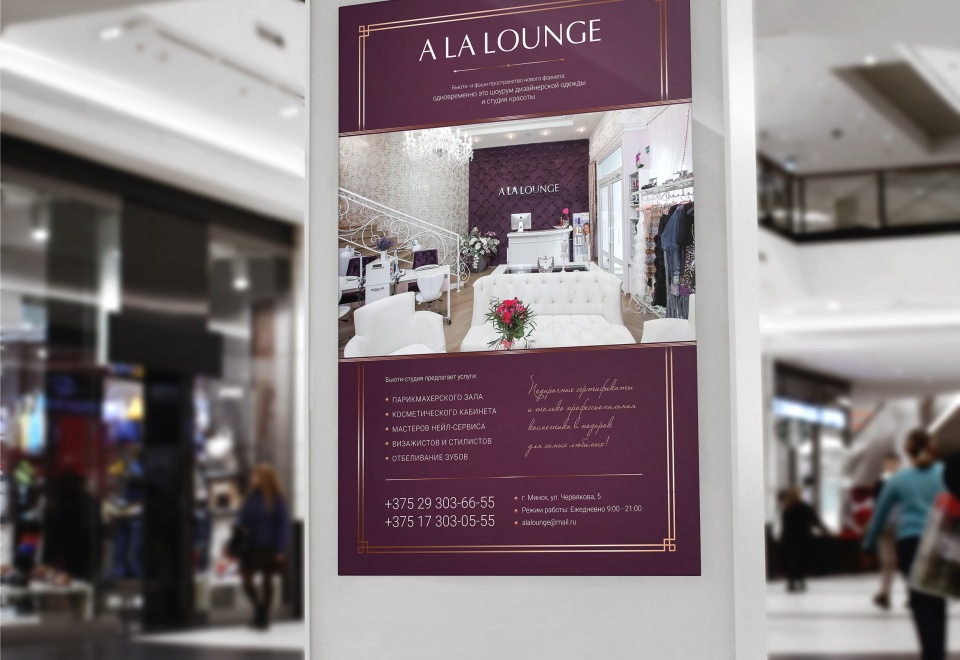 A LA LOUNGE
Бьюти- и фэшн-пространство нового формата:
одновременно это шоурум дизайнерской одежды
и студия красоты
A LA LOUNGE
Бьюти-студия предлагает услуги:
ПАРИКМАХЕРСКОГО ЗАЛА
КОСМЕТИЧЕСКОГО КАБИНЕТА
МАСТЕРОВ НЕЙЛ-СЕРВИСА
ВИЗАЖИСТОВ И СТИЛИСТОВ
ОТБЕЛИВАНИЕ ЗУБОВ
Подарочные сертификаты
и только профессиональная
косметика в подарок
для самых любимых!
+375 29 303-66-55
+375 17 303-05-55
г. Минск, ул. Червякова, 5
Режим работы: Ежедневно 9:00 - 21:00
alalounge@mail.ru